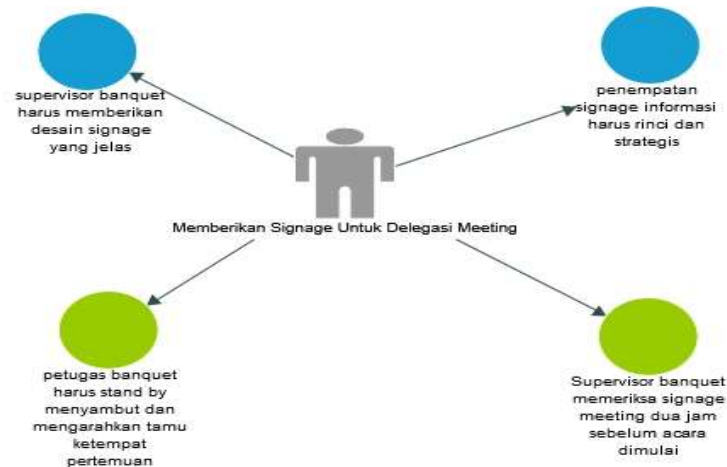 supervisor banquet
harus memberikan
desain signage
yang jelas
penempatan
signage informasi
harus rinci dan
strategis
Memberikan Signage Untuk Delegasi Meeting
petugas banquet
harus stand by
menyambut dan
mengarahkan tamu
ketempat
pertemuan
Supervisor banquet
memeriksa signage
meeting dua jam
sebelum acara
dimulai